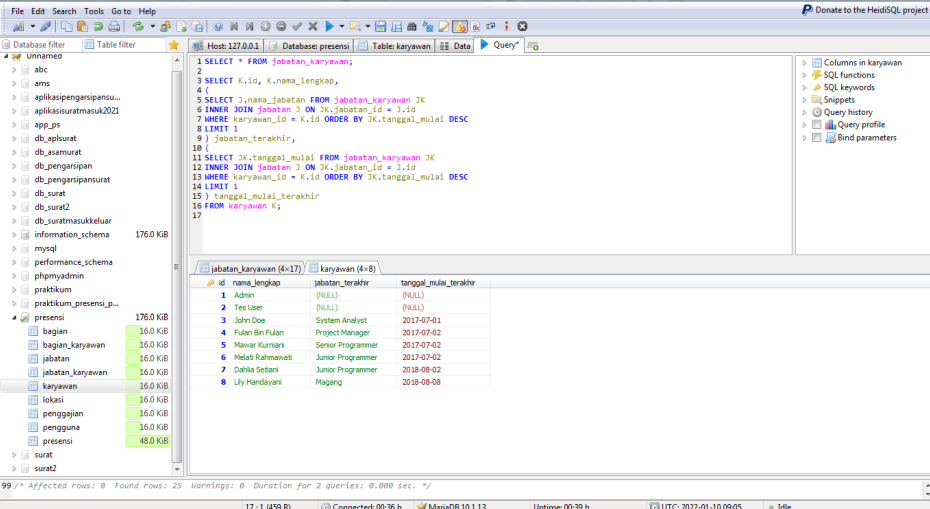 File Edit Search Tools Go to Help
Donate to the HeidiSQL project
Database filter
Table filter
Host: 127.0.0.1
Database: presensi
Table: karyawan
Data
Query*
Unnamed
abc
ams
aplikasipengarsipansu...
aplikasisuratmasuk2021
app_ps
db_aplsurat
db_asamurat
db_pengarsipan
db_pengarsipansurat
db_surat
db_surat2
db_suratmasukkeluar
information_schema 176.0 KiB
mysql
performance_schema
phpmyadmin
praktikum
praktikum_presensi_p...
presensi 176.0 KiB
bagian 16.0 KiB
bagian_karyawan 16.0 KiB
jabatan 16.0 KiB
jabatan_karyawan 16.0 KiB
karyawan 16.0 KiB
lokasi 16.0 KiB
penggajian 16.0 KiB
pengguna 16.0 KiB
presensi 48.0 KiB
surat
surat2
1 SELECT * FROM jabatan_karyawan;
2
3 SELECT K.id, K.nama_lengkap,
4 (
5 SELECT J.nama_jabatan FROM jabatan_karyawan JK
6 INNER JOIN jabatan J ON JK.jabatan_id = J.id
7 WHERE karyawan_id = K.id ORDER BY JK.tanggal_mulai DESC
8 LIMIT 1
9 ) jabatan_terakhir,
10 (
11 SELECT JK.tanggal_mulai FROM jabatan_karyawan JK
12 INNER JOIN jabatan J ON JK.jabatan_id = J.id
13 WHERE karyawan_id = K.id ORDER BY JK.tanggal_mulai DESC
14 LIMIT 1
15 ) tanggal_mulai_terakhir
16 FROM karyawan K;
17
Columns in karyawan
SQL functions
SQL keywords
Snippets
Query history
Query profile
Bind parameters
jabatan_karyawan (4×17)
karyawan (4×8)
id nama_lengkap jabatan_terakhir tanggal_mulai_terakhir
1 Admin (NULL) (NULL)
2 Tes User (NULL) (NULL)
3 John Doe System Analyst 2017-07-01
4 Fulan Bin Fulan Project Manager 2017-07-02
5 Mawar Kurniani Senior Programmer 2017-07-02
6 Melati Rahmawati Junior Programmer 2017-07-02
7 Dahlia Setiani Junior Programmer 2018-08-02
8 Lily Handayani Magang 2018-08-08
99 /* Affected rows: 0 Found rows: 25 Warnings: 0 Duration for 2 queries: 0.000 sec. */
17 : 1 (459 B)
Connected: 00:36 h
MariaDB 10.1.13
Uptime: 00:39 h
UTC: 2022-01-10 09:05
Idle.